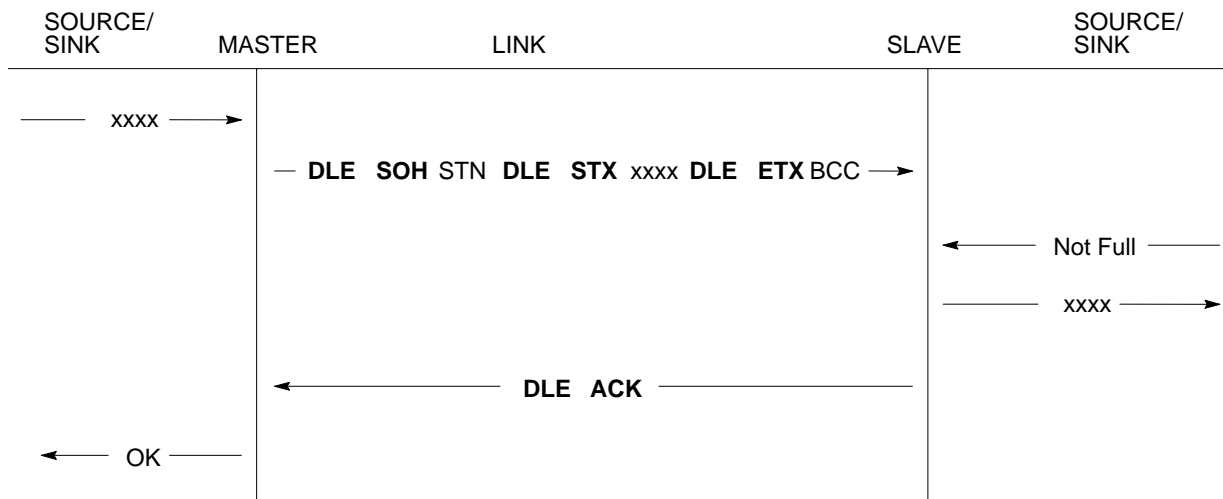 SOURCE/ SOURCE/
SINK MASTER LINK SLAVE SINK
xxxx
DLE SOH STN DLE STX xxxx DLE ETX BCC
Not Full
xxxx
DLE ACK
OK